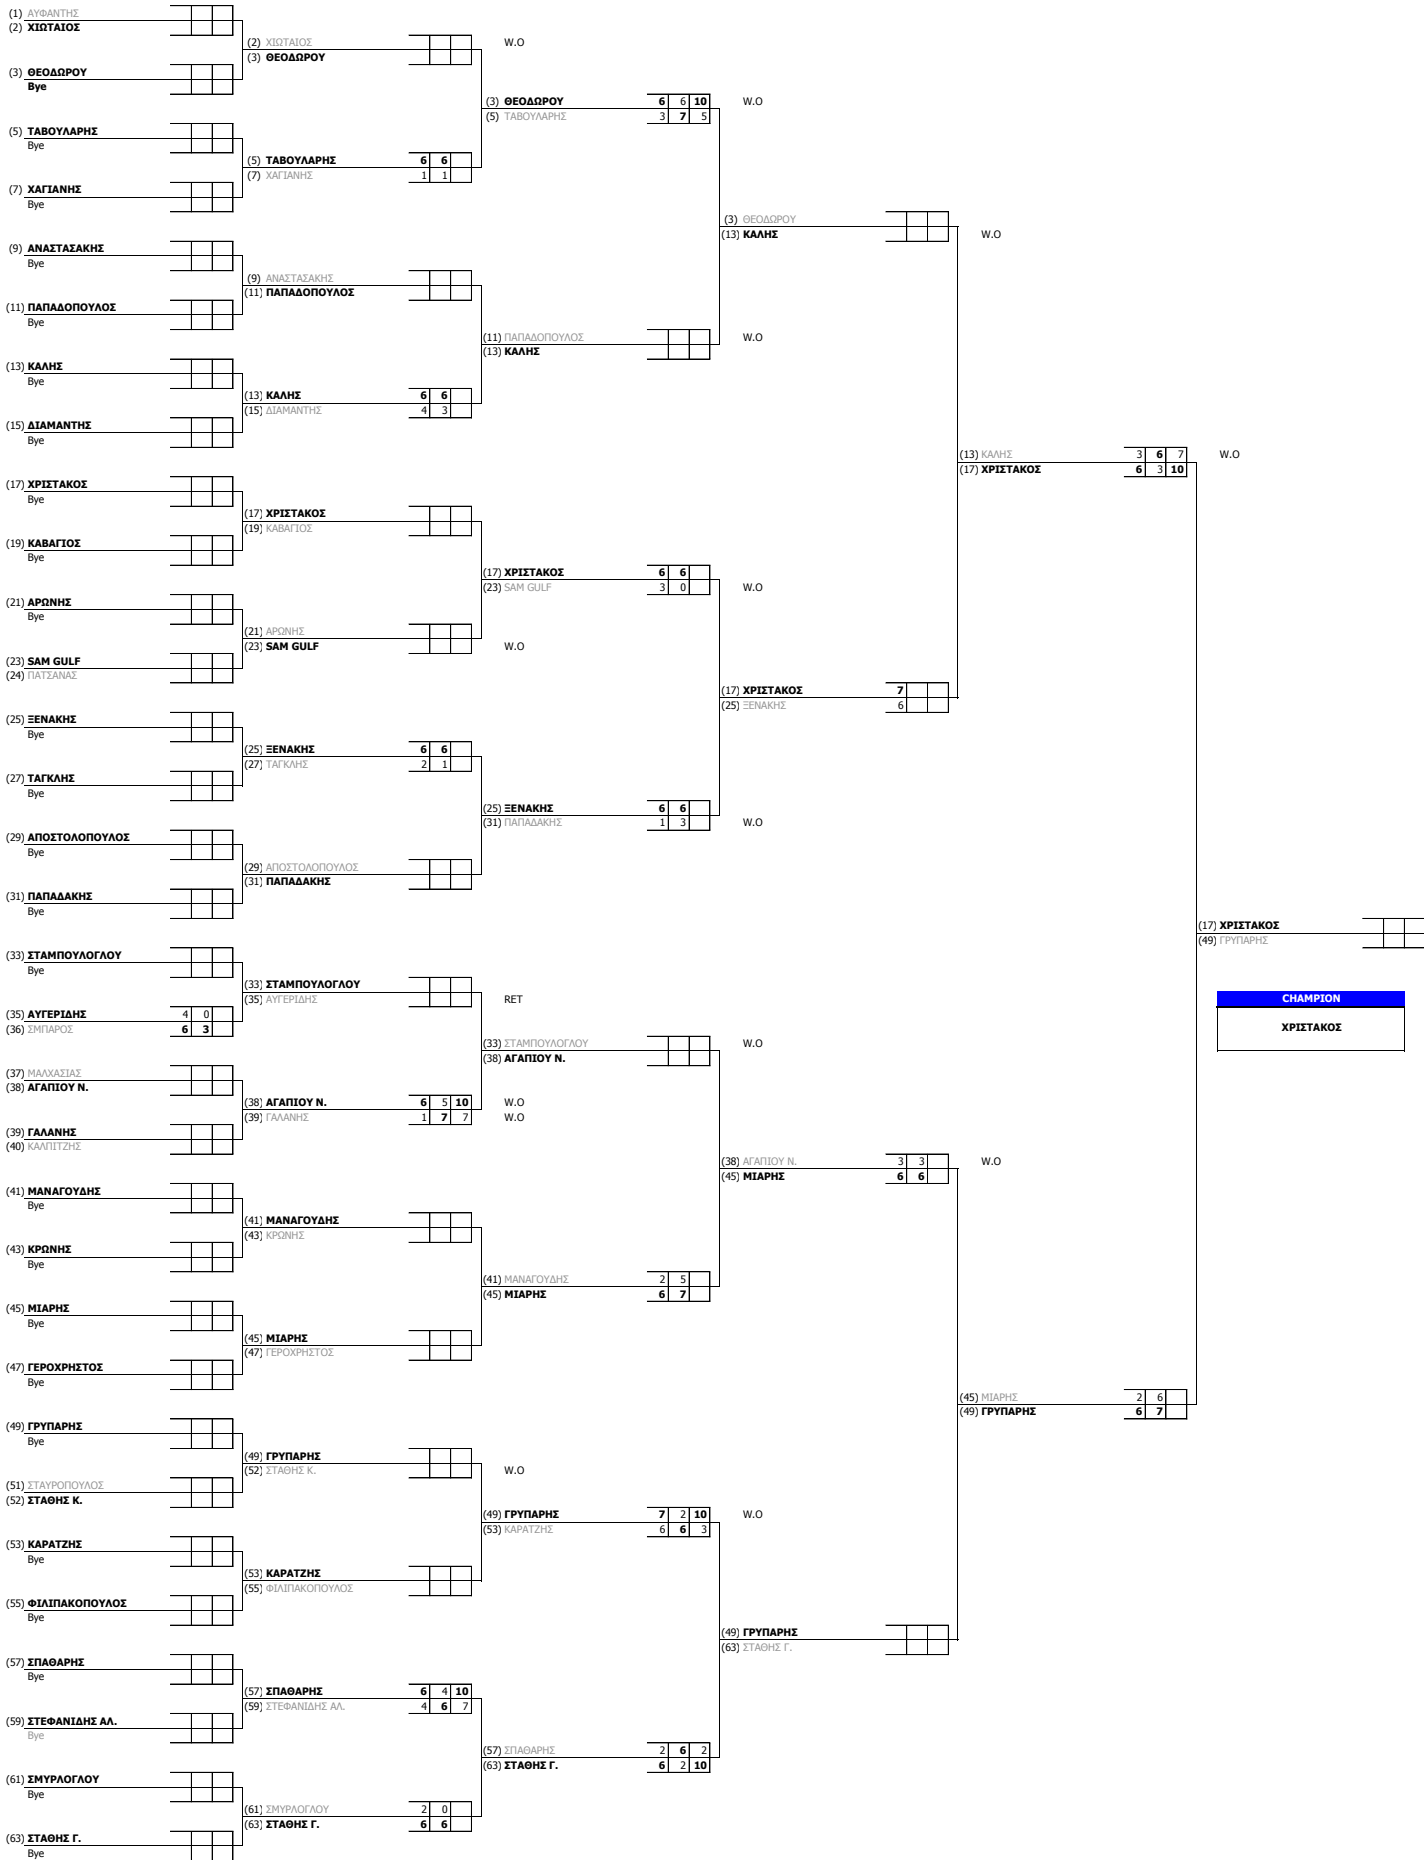 (1) ΑΥΦΑΝΤΗΣ
(2) ΧΙΩΤΑΙΟΣ
(2) ΧΙΩΤΑΙΟΣ W.O
(3) ΘΕΟΔΩΡΟΥ
(3) ΘΕΟΔΩΡΟΥ
Bye
(3) ΘΕΟΔΩΡΟΥ 6 6 10 W.O
(5) ΤΑΒΟΥΛΑΡΗΣ 3 7 5
(5) ΤΑΒΟΥΛΑΡΗΣ
Bye
(5) ΤΑΒΟΥΛΑΡΗΣ 6 6
(7) ΧΑΓΙΑΝΗΣ 1 1
(7) ΧΑΓΙΑΝΗΣ
Bye
(3) ΘΕΟΔΩΡΟΥ
(13) ΚΑΛΗΣ W.O
(9) ΑΝΑΣΤΑΣΑΚΗΣ
Bye
(9) ΑΝΑΣΤΑΣΑΚΗΣ
(11) ΠΑΠΑΔΟΠΟΥΛΟΣ
(11) ΠΑΠΑΔΟΠΟΥΛΟΣ
Bye
(11) ΠΑΠΑΔΟΠΟΥΛΟΣ W.O
(13) ΚΑΛΗΣ
(13) ΚΑΛΗΣ
Bye
(13) ΚΑΛΗΣ 6 6
(15) ΔΙΑΜΑΝΤΗΣ 4 3
(15) ΔΙΑΜΑΝΤΗΣ
Bye
(13) ΚΑΛΗΣ 3 6 7 W.O
(17) ΧΡΙΣΤΑΚΟΣ 6 3 10
(17) ΧΡΙΣΤΑΚΟΣ
Bye
(17) ΧΡΙΣΤΑΚΟΣ
(19) ΚΑΒΑΓΙΟΣ
(19) ΚΑΒΑΓΙΟΣ
Bye
(17) ΧΡΙΣΤΑΚΟΣ 6 6
(23) SAM GULF 3 0 W.O
(21) ΑΡΩΝΗΣ
Bye
(21) ΑΡΩΝΗΣ
(23) SAM GULF W.O
(23) SAM GULF
(24) ΠΑΤΣΑΝΑΣ
(17) ΧΡΙΣΤΑΚΟΣ 7
(25) ΞΕΝΑΚΗΣ 6
(25) ΞΕΝΑΚΗΣ
Bye
(25) ΞΕΝΑΚΗΣ 6 6
(27) ΤΑΓΚΛΗΣ 2 1
(27) ΤΑΓΚΛΗΣ
Bye
(25) ΞΕΝΑΚΗΣ 6 6
(31) ΠΑΠΑΔΑΚΗΣ 1 3 W.O
(29) ΑΠΟΣΤΟΛΟΠΟΥΛΟΣ
Bye
(29) ΑΠΟΣΤΟΛΟΠΟΥΛΟΣ
(31) ΠΑΠΑΔΑΚΗΣ
(31) ΠΑΠΑΔΑΚΗΣ
Bye
(17) ΧΡΙΣΤΑΚΟΣ
(49) ΓΡΥΠΑΡΗΣ
(33) ΣΤΑΜΠΟΥΛΟΓΛΟΥ
Bye
(33) ΣΤΑΜΠΟΥΛΟΓΛΟΥ
(35) ΑΥΓΕΡΙΔΗΣ RET
CHAMPION
ΧΡΙΣΤΑΚΟΣ
(35) ΑΥΓΕΡΙΔΗΣ 4 0
(36) ΣΜΠΑΡΟΣ 6 3
(33) ΣΤΑΜΠΟΥΛΟΓΛΟΥ W.O
(38) ΑΓΑΠΙΟΥ Ν.
(37) ΜΑΛΧΑΣΙΑΣ
(38) ΑΓΑΠΙΟΥ Ν.
(38) ΑΓΑΠΙΟΥ Ν. 6 5 10 W.O
(39) ΓΑΛΑΝΗΣ 1 7 7 W.O
(39) ΓΑΛΑΝΗΣ
(40) ΚΑΛΠΙΤΖΗΣ
(38) ΑΓΑΠΙΟΥ Ν. 3 3 W.O
(45) ΜΙΑΡΗΣ 6 6
(41) ΜΑΝΑΓΟΥΔΗΣ
Bye
(41) ΜΑΝΑΓΟΥΔΗΣ
(43) ΚΡΩΝΗΣ
(43) ΚΡΩΝΗΣ
Bye
(41) ΜΑΝΑΓΟΥΔΗΣ 2 5
(45) ΜΙΑΡΗΣ 6 7
(45) ΜΙΑΡΗΣ
Bye
(45) ΜΙΑΡΗΣ
(47) ΓΕΡΟΧΡΗΣΤΟΣ
(47) ΓΕΡΟΧΡΗΣΤΟΣ
Bye
(45) ΜΙΑΡΗΣ 2 6
(49) ΓΡΥΠΑΡΗΣ 6 7
(49) ΓΡΥΠΑΡΗΣ
Bye
(49) ΓΡΥΠΑΡΗΣ
(52) ΣΤΑΘΗΣ Κ. W.O
(51) ΣΤΑΥΡΟΠΟΥΛΟΣ
(52) ΣΤΑΘΗΣ Κ.
(49) ΓΡΥΠΑΡΗΣ 7 2 10 W.O
(53) ΚΑΡΑΤΖΗΣ 6 6 3
(53) ΚΑΡΑΤΖΗΣ
Bye
(53) ΚΑΡΑΤΖΗΣ
(55) ΦΙΛΙΠΑΚΟΠΟΥΛΟΣ
(55) ΦΙΛΙΠΑΚΟΠΟΥΛΟΣ
Bye
(49) ΓΡΥΠΑΡΗΣ
(63) ΣΤΑΘΗΣ Γ.
(57) ΣΠΑΘΑΡΗΣ
Bye
(57) ΣΠΑΘΑΡΗΣ 6 4 10
(59) ΣΤΕΦΑΝΙΔΗΣ ΑΛ. 4 6 7
(59) ΣΤΕΦΑΝΙΔΗΣ ΑΛ.
Bye
(57) ΣΠΑΘΑΡΗΣ 2 6 2
(63) ΣΤΑΘΗΣ Γ. 6 2 10
(61) ΣΜΥΡΛΟΓΛΟΥ
Bye
(61) ΣΜΥΡΛΟΓΛΟΥ 2 0
(63) ΣΤΑΘΗΣ Γ. 6 6
(63) ΣΤΑΘΗΣ Γ.
Bye